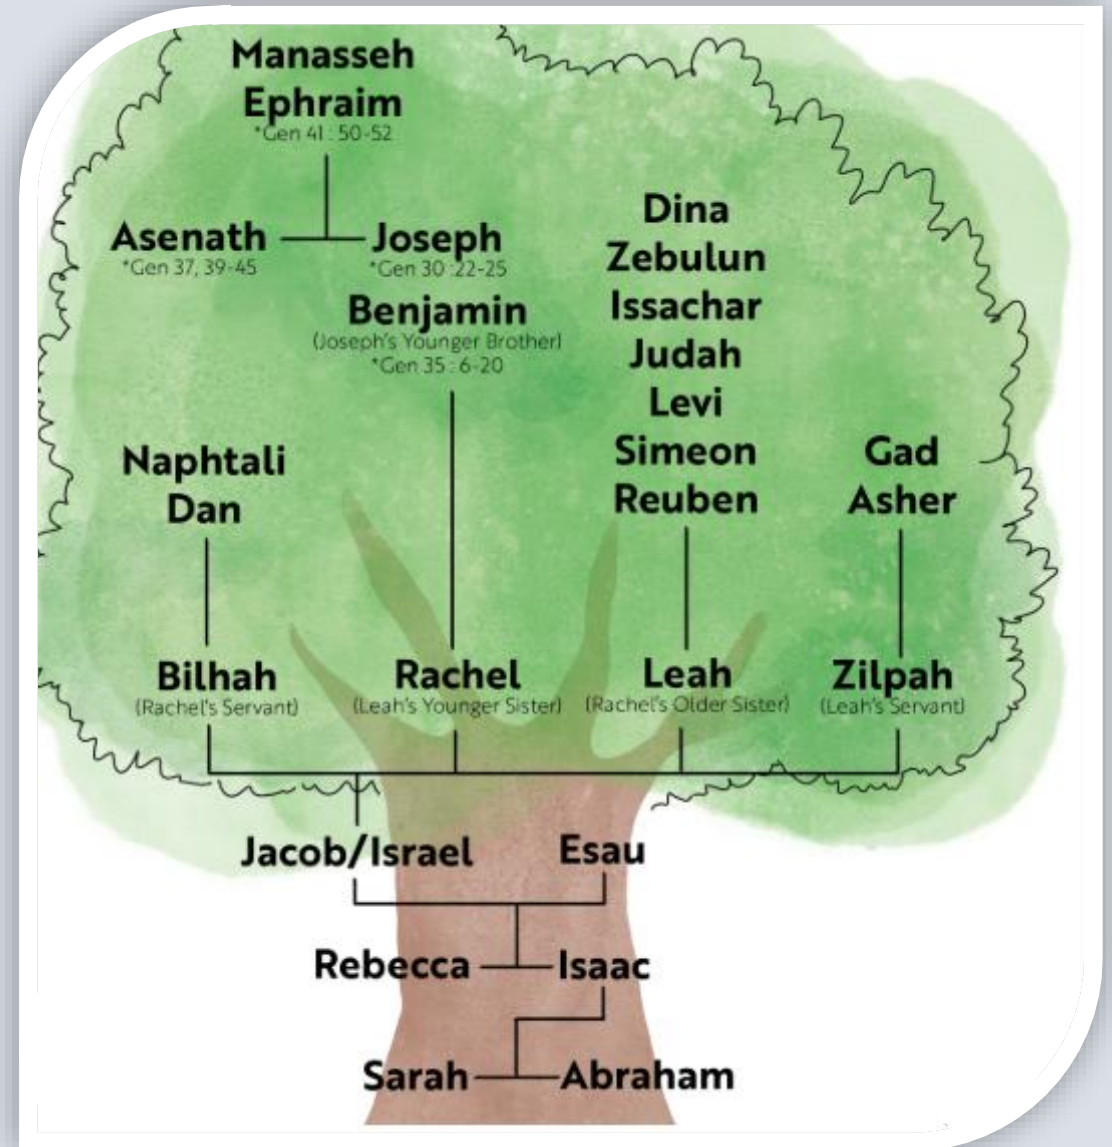 Manasseh
Ephraim
*Gen 41 : 50-52
Asenath
*Gen 37, 39-45
Joseph
*Gen 30 :22-25
Benjamin
(Joseph's Younger Brother)
*Gen 35 : 6-20
Dina
Zebulun
Issachar
Judah
Levi
Simeon
Reuben
Gad
Asher
Naphtali
Dan
Bilhah
(Rachel's Servant)
Rachel
(Leah's Younger Sister)
Leah
(Rachel's Older Sister)
Zilpah
(Leah's Servant)
Jacob/Israel
Esau
Rebecca
Isaac
Sarah
Abraham